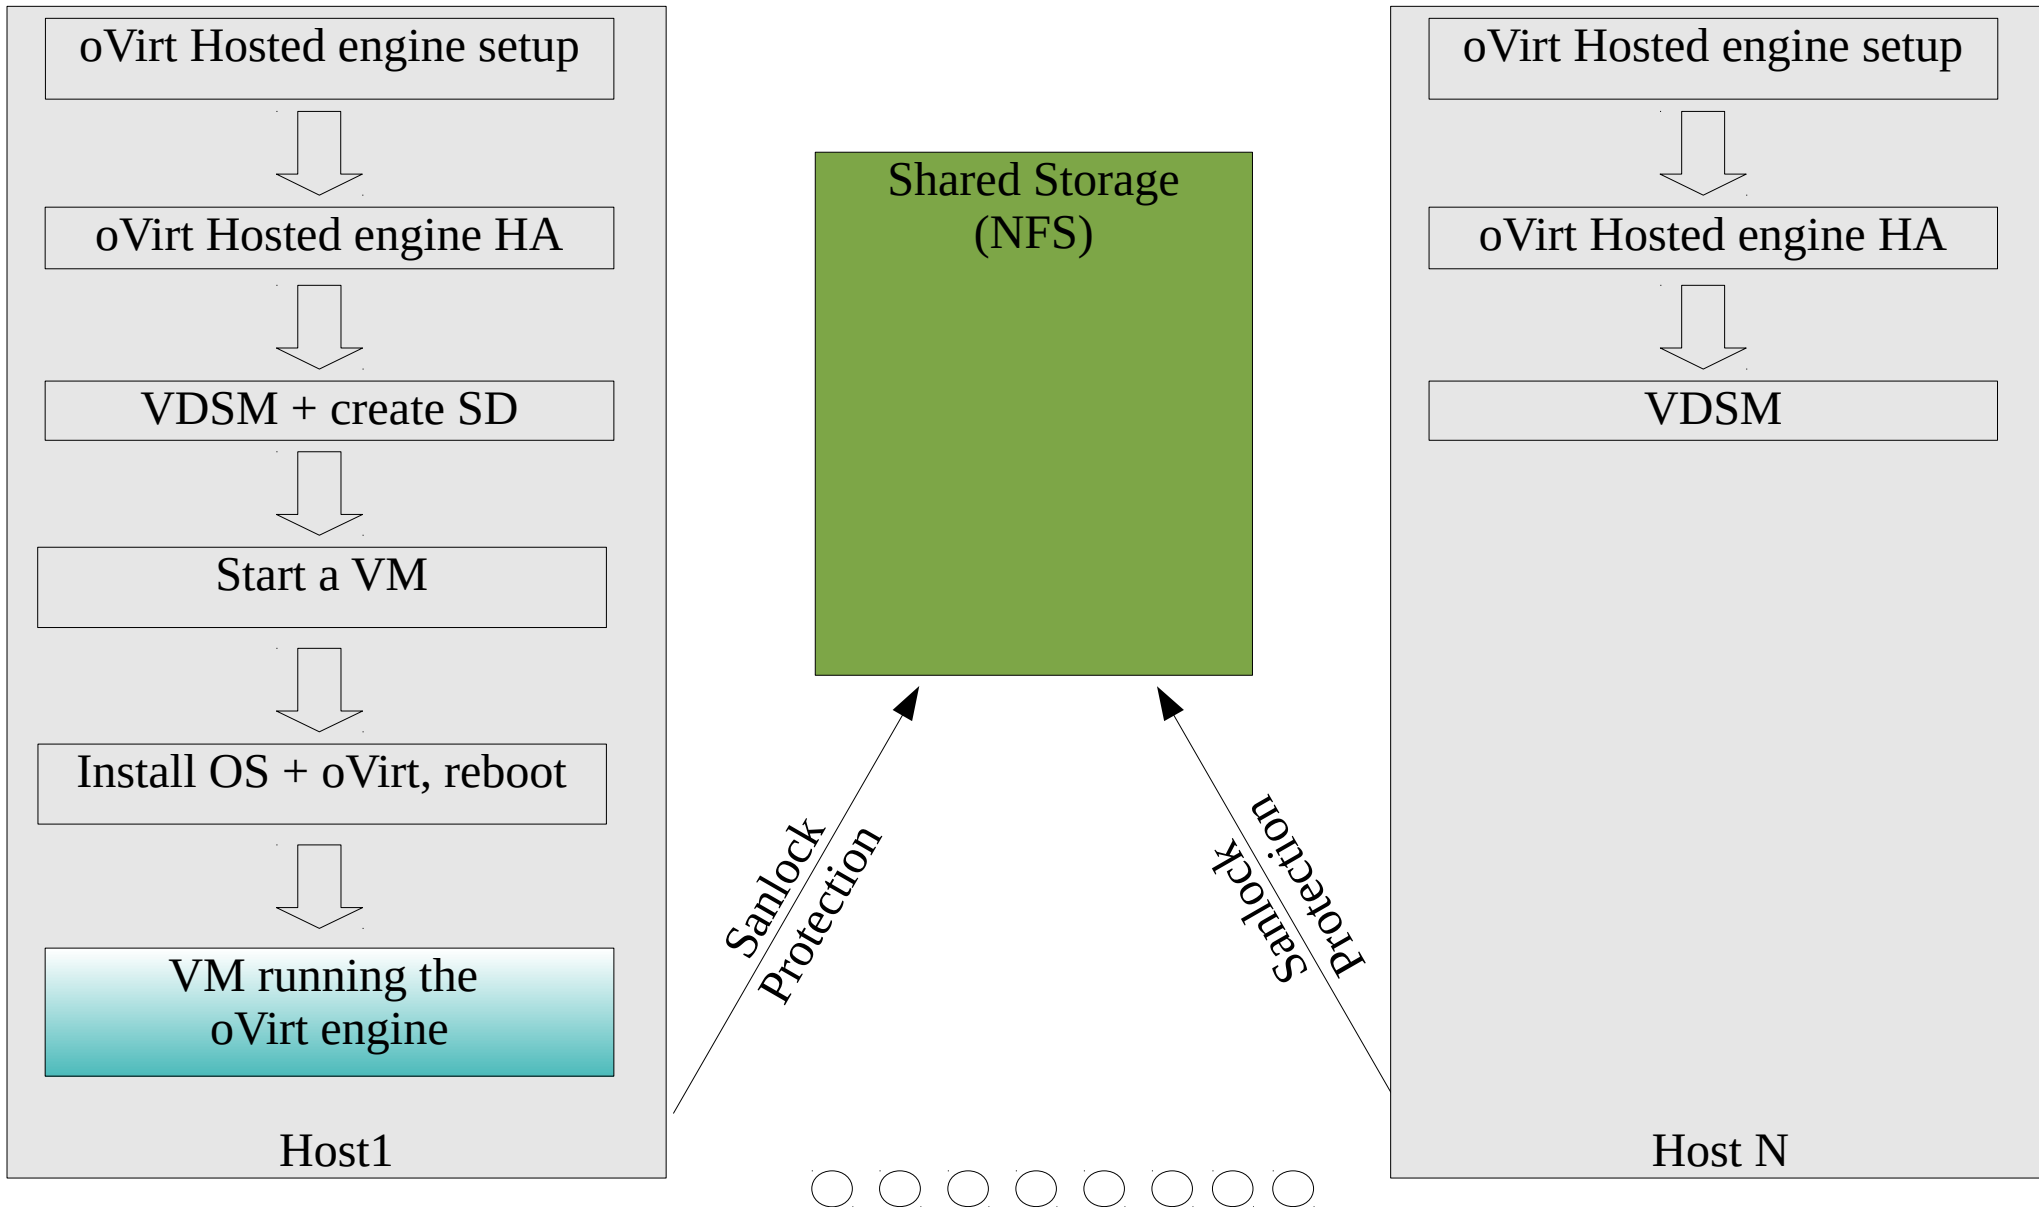 oVirt Hosted engine setup
oVirt Hosted engine HA
VDSM + create SD
Start a VM
Install OS + oVirt, reboot
VM running the
oVirt engine
Host1
Shared Storage
(NFS)
Sanlock
Protection
Sanlock
Protection
oVirt Hosted engine setup
oVirt Hosted engine HA
VDSM
Host N